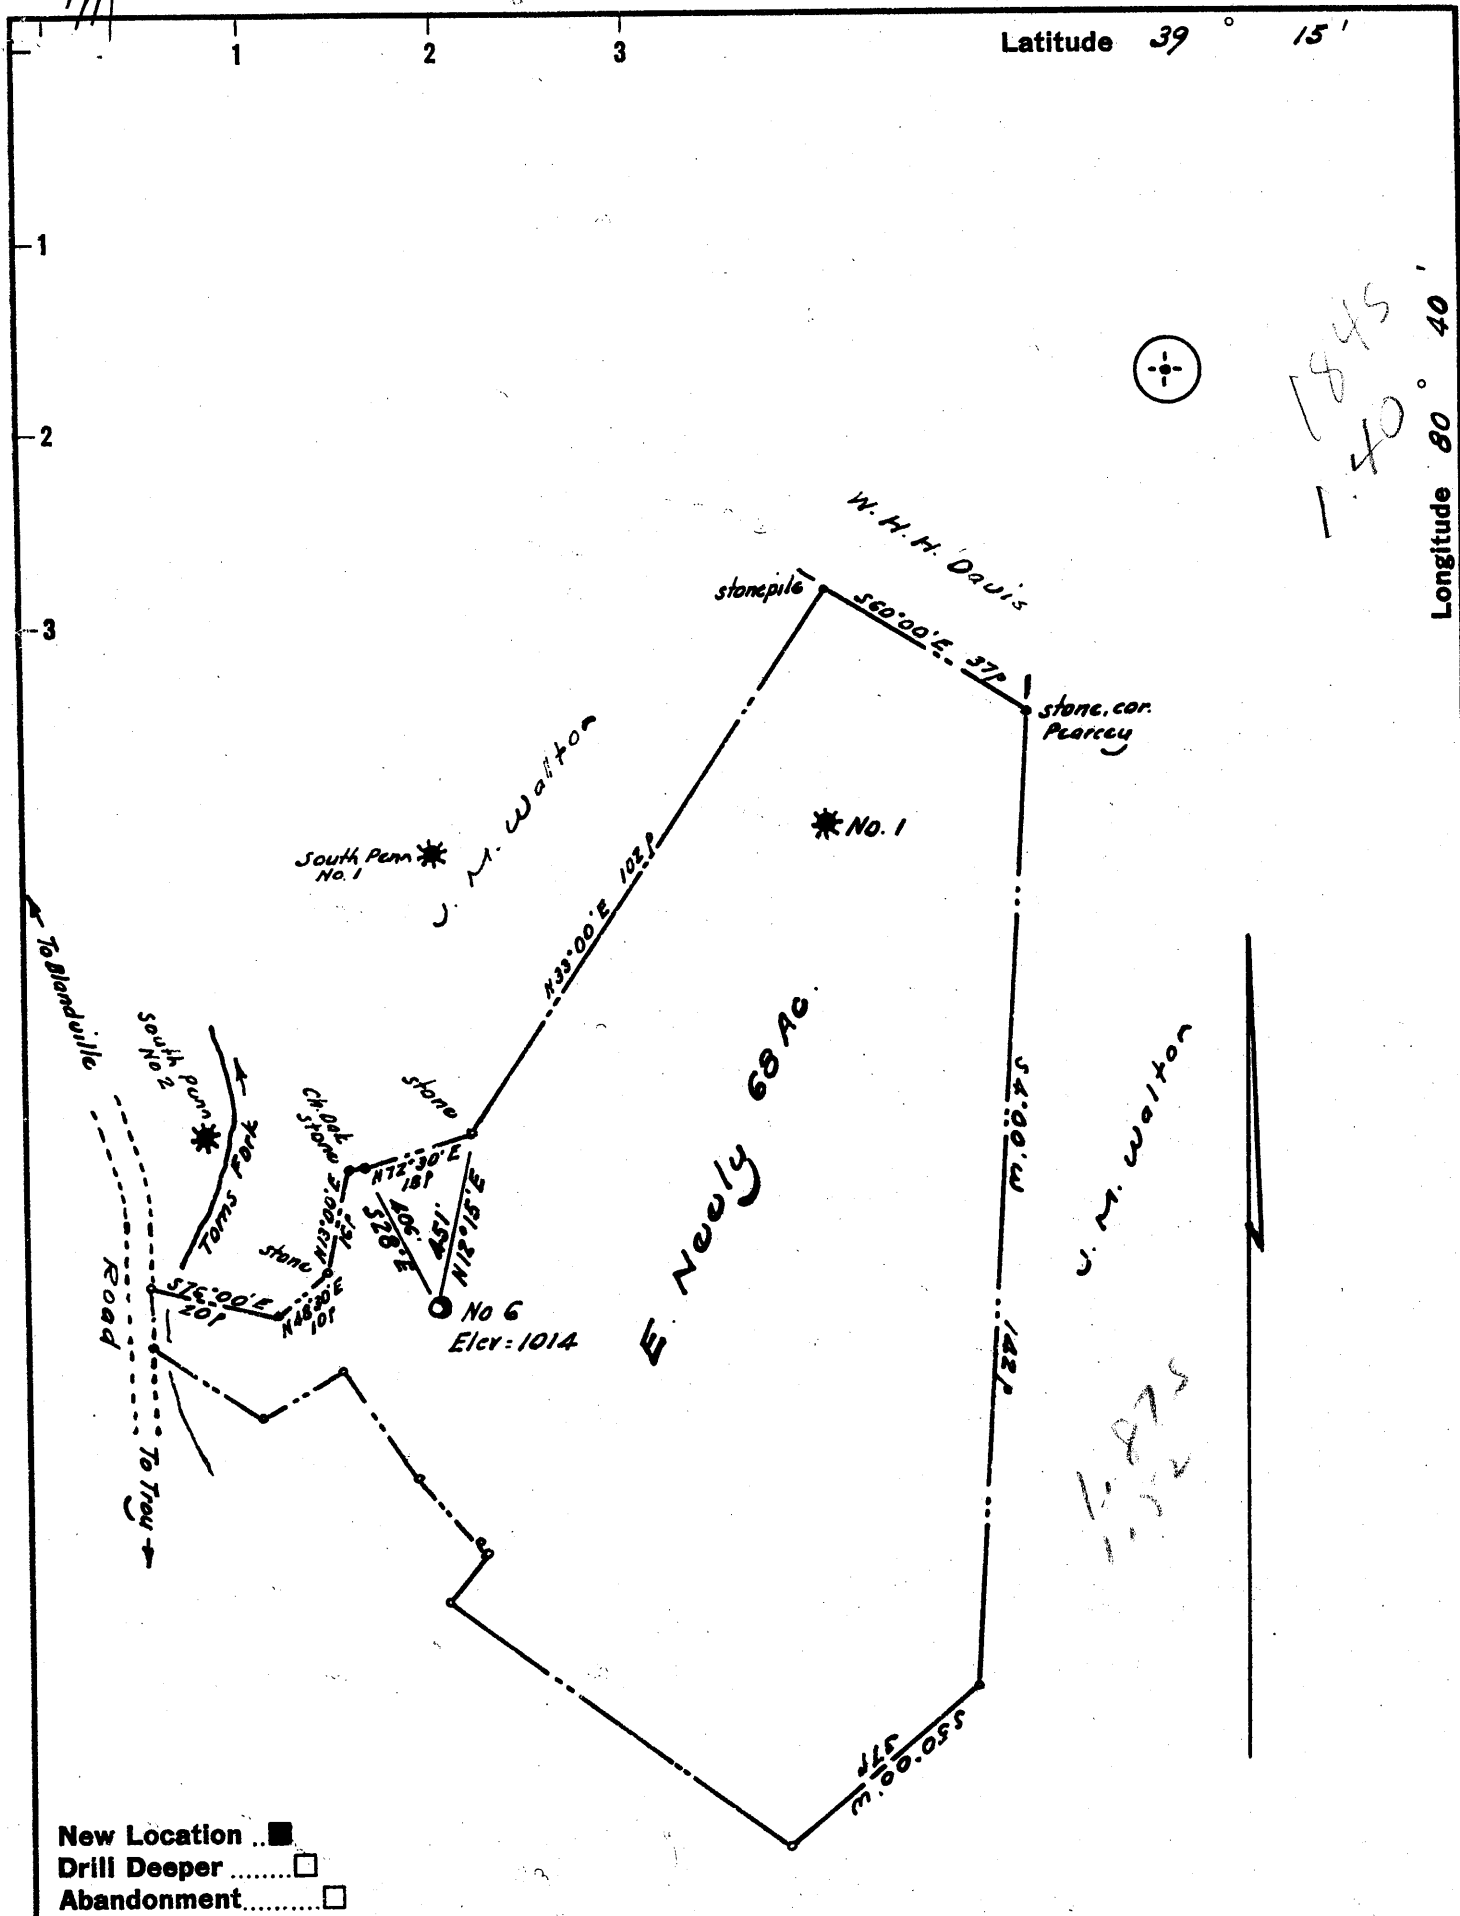 1 2 3
Latitude 39° 15'
1
2
3
Longitude 80° 40'
1845
1.40
W. H. H. Davis
stonepile
S60°00'E 37P
stone, cor.
Pearcey
J. M. Walton
South Penn
No. 1
No. 1
N33°00'E 102P
To Blandville
South Penn
No 2
Toms Fork
Ch. Oak
stone
stone
N72°30'E
18P
N13°00'E
16P
stone
S75°00'E
20P
N48°30'E
10P
406'
S28°E
451'
N12°15'E
No 6
Elev = 1014
E. Neely 68 Ac.
S4°00'W 142P
J. M. Walton
Road
To Troy
S50°00'W
37P
New Location
Drill Deeper
Abandonment